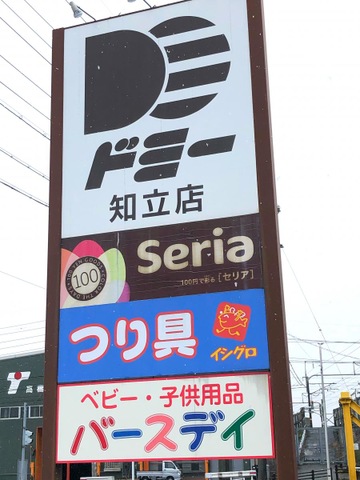 ドミー
知立店
Seria
100
100円で彩る [セリア]
つり具
イシグロ
ベビー・子供用品
バースデイ